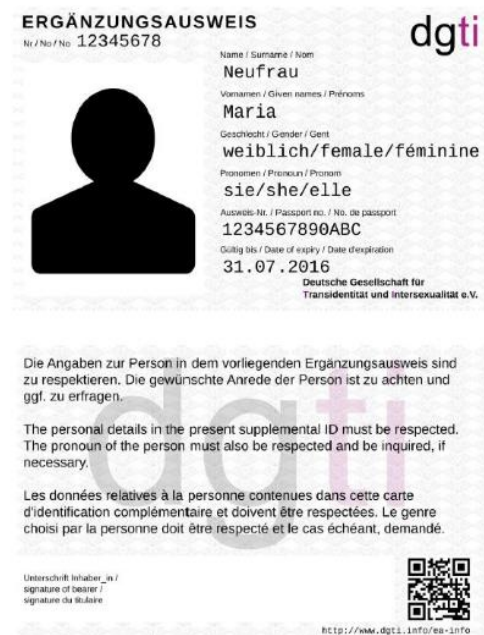 ERGÄNZUNGSAUSWEIS
Nr / No / No 12345678
dgti
Name / Surname / Nom
Neufrau
Vornamen / Given names / Prénoms
Maria
Geschlecht / Gender / Gent
weiblich/female/féminine
Pronomen / Pronoun / Pronom
sie/she/elle
Ausweis-Nr. / Passport no. / No. de passport
1234567890ABC
Gültig bis / Date of expiry / Date d'expiration
31.07.2016
Deutsche Gesellschaft für
Transidentität und Intersexualität e.V.
Die Angaben zur Person in dem vorliegenden Ergänzungsausweis sind
zu respektieren. Die gewünschte Anrede der Person ist zu achten und
ggf. zu erfragen.
The personal details in the present supplemental ID must be respected.
The pronoun of the person must also be respected and be inquired, if
necessary.
Les données relatives à la personne contenues dans cette carte
d'identification complémentaire et doivent être respectées. Le genre
choisi par la personne doit être respecté et le cas échéant, demandé.
dgti
Unterschrift Inhaber_in /
signature of bearer /
signature du titulaire
http://www.dgti.info/ea-info